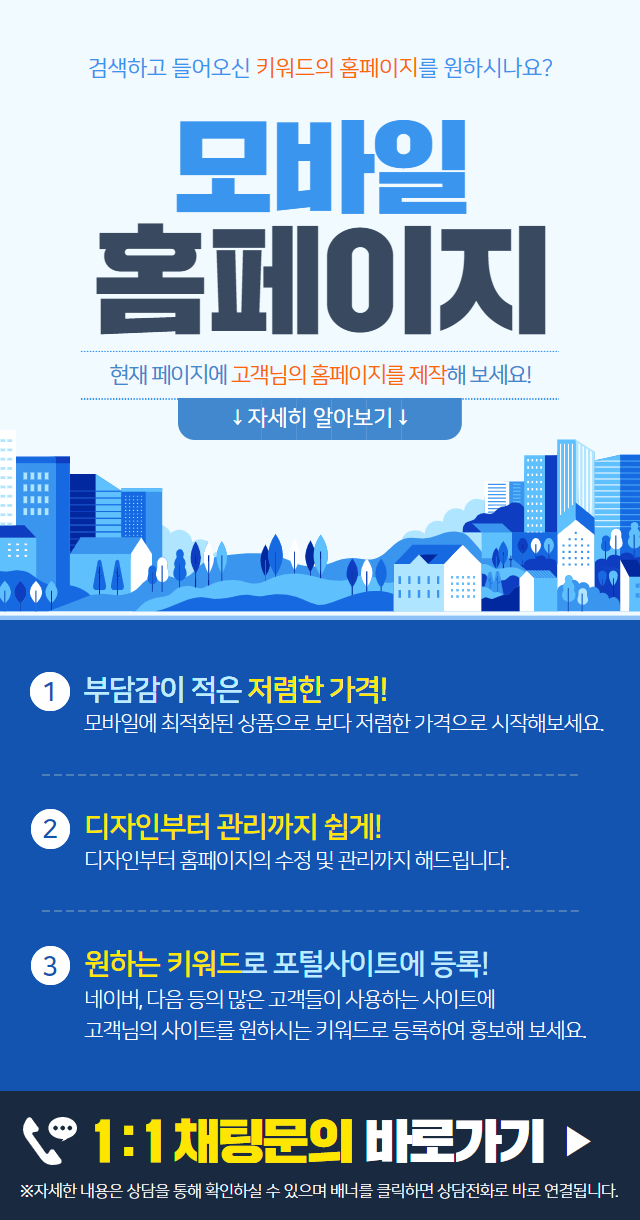 검색하고 들어오신 키워드의 홈페이지를 원하시나요?
모바일
홈페이지
현재 페이지에 고객님의 홈페이지를 제작해 보세요!
↓자세히 알아보기↓
1 부담감이 적은 저렴한 가격!
모바일에 최적화된 상품으로 보다 저렴한 가격으로 시작해보세요.
2 디자인부터 관리까지 쉽게!
디자인부터 홈페이지의 수정 및 관리까지 해드립니다.
3 원하는 키워드로 포털사이트에 등록!
네이버, 다음 등의 많은 고객들이 사용하는 사이트에
고객님의 사이트를 원하시는 키워드로 등록하여 홍보해 보세요.
1:1 채팅문의 바로가기 ▶
※자세한 내용은 상담을 통해 확인하실 수 있으며 배너를 클릭하면 상담전화로 바로 연결됩니다.